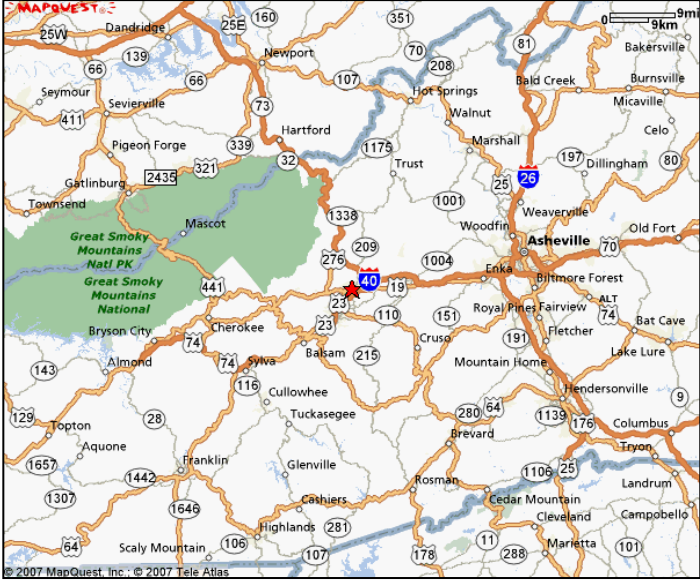 MAPQUEST
0 9mi
9km
160
351
25E
25W
Dandridge
139
Newport
70
208
81
Bakersville
66
66
107
Bald Creek
Burnsville
Seymour
Hot Springs
Micaville
Sevierville
73
411
Walnut
Celo
Hartford
Pigeon Forge
339
1175
Marshall
32
321
Trust
197
Dillingham
80
2435
Gatlinburg
25
26
Townsend
1001
Weaverville
1338
Mascot
Woodfin
Old Fort
Great Smoky
Mountains
Natl PK
209
Asheville
70
276
1004
Great Smoky
Mountains
National
Enka
40
Biltmore Forest
441
19
23
ALT
74
Royal Pines
Fairview
110
151
Bryson City
Cherokee
23
Bat Cave
191
Fletcher
74
Cruso
Almond
74
Sylva
Balsam
215
Lake Lure
143
Mountain Home
116
Cullowhee
Hendersonville
9
129
28
Tuckasegee
280
64
1139
Topton
176
Columbus
Aquone
Brevard
Tryon
1657
Franklin
Glenville
1106
25
1442
Landrum
1307
Rosman
Cedar Mountain
1646
Cashiers
Campobello
Highlands
281
Cleveland
64
106
11
Scaly Mountain
107
178
288
Marietta
101
© 2007 MapQuest, Inc.; © 2007 Tele Atlas